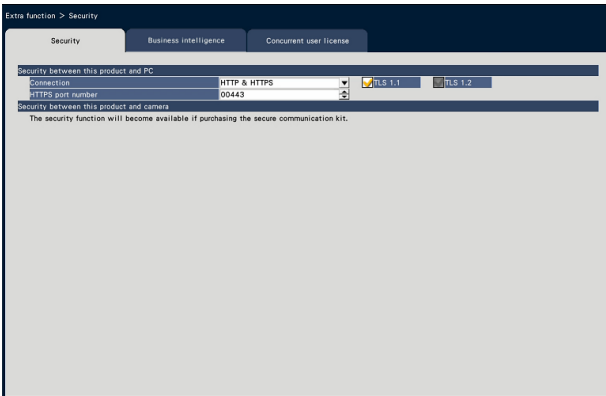 Extra function > Security
Security Business intelligence Concurrent user license
Security between this product and PC
Connection HTTP & HTTPS TLS 1.1 TLS 1.2
HTTPS port number 00443
Security between this product and camera
The security function will become available if purchasing the secure communication kit.